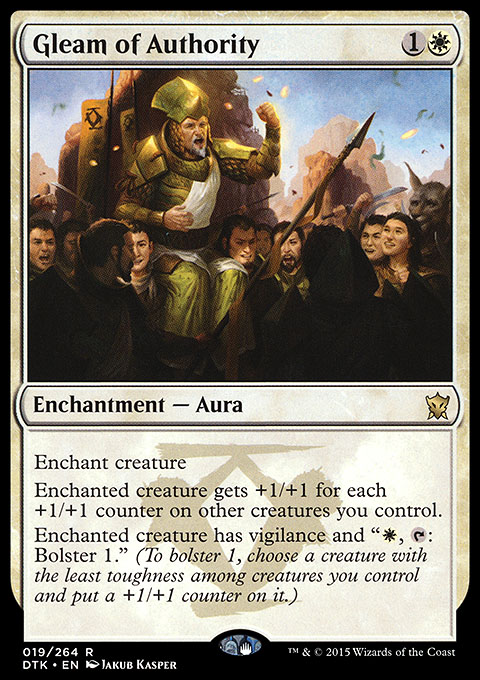 Gleam of Authority 1
Enchantment — Aura
Enchant creature
Enchanted creature gets +1/+1 for each
+1/+1 counter on other creatures you control.
Enchanted creature has vigilance and “ , :
Bolster 1.” (To bolster 1, choose a creature with
the least toughness among creatures you control
and put a +1/+1 counter on it.)
019/264 R
DTK • EN Jakub Kasper
™ & © 2015 Wizards of the Coast